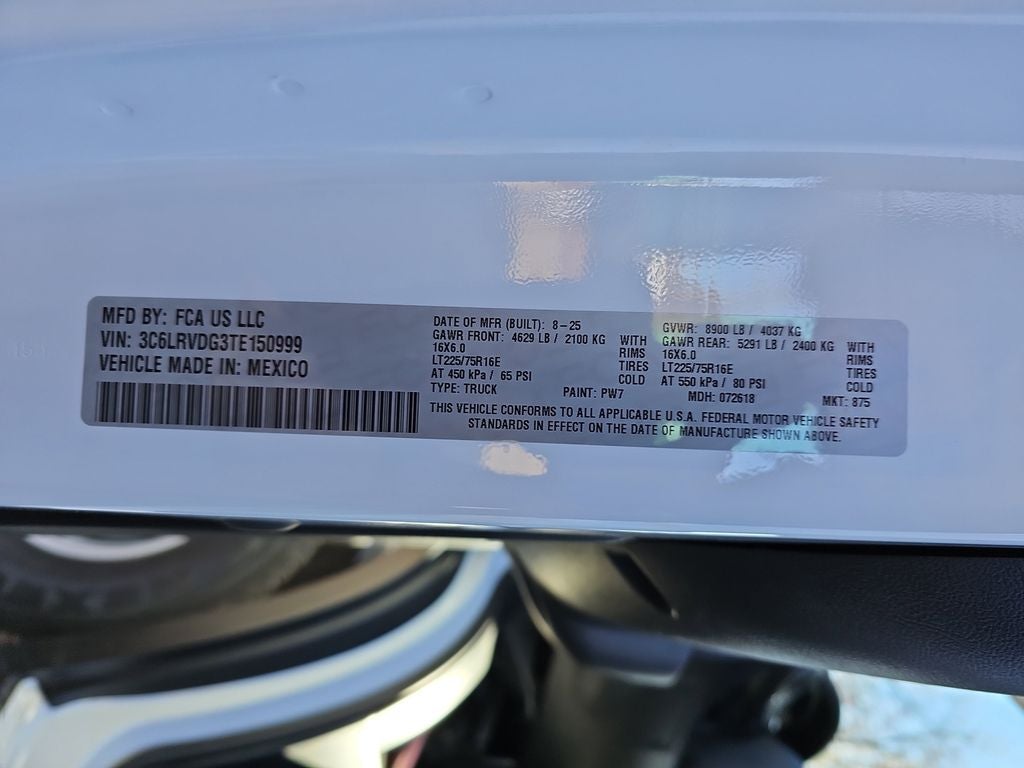 MFD BY: FCA US LLC
VIN: 3C6LRVDG3TE150999
VEHICLE MADE IN: MEXICO
DATE OF MFR (BUILT): 8-25
GAWR FRONT: 4629 LB / 2100 KG WITH
16X6.0 RIMS
LT225/75R16E TIRES
AT 450 kPa / 65 PSI COLD
TYPE: TRUCK
PAINT: PW7
GVWR: 8900 LB / 4037 KG
GAWR REAR: 5291 LB / 2400 KG WITH
16X6.0 RIMS
LT225/75R16E TIRES
AT 550 kPa / 80 PSI COLD
MDH: 072618
MKT: 875
THIS VEHICLE CONFORMS TO ALL APPLICABLE U.S.A. FEDERAL MOTOR VEHICLE SAFETY
STANDARDS IN EFFECT ON THE DATE OF MANUFACTURE SHOWN ABOVE.